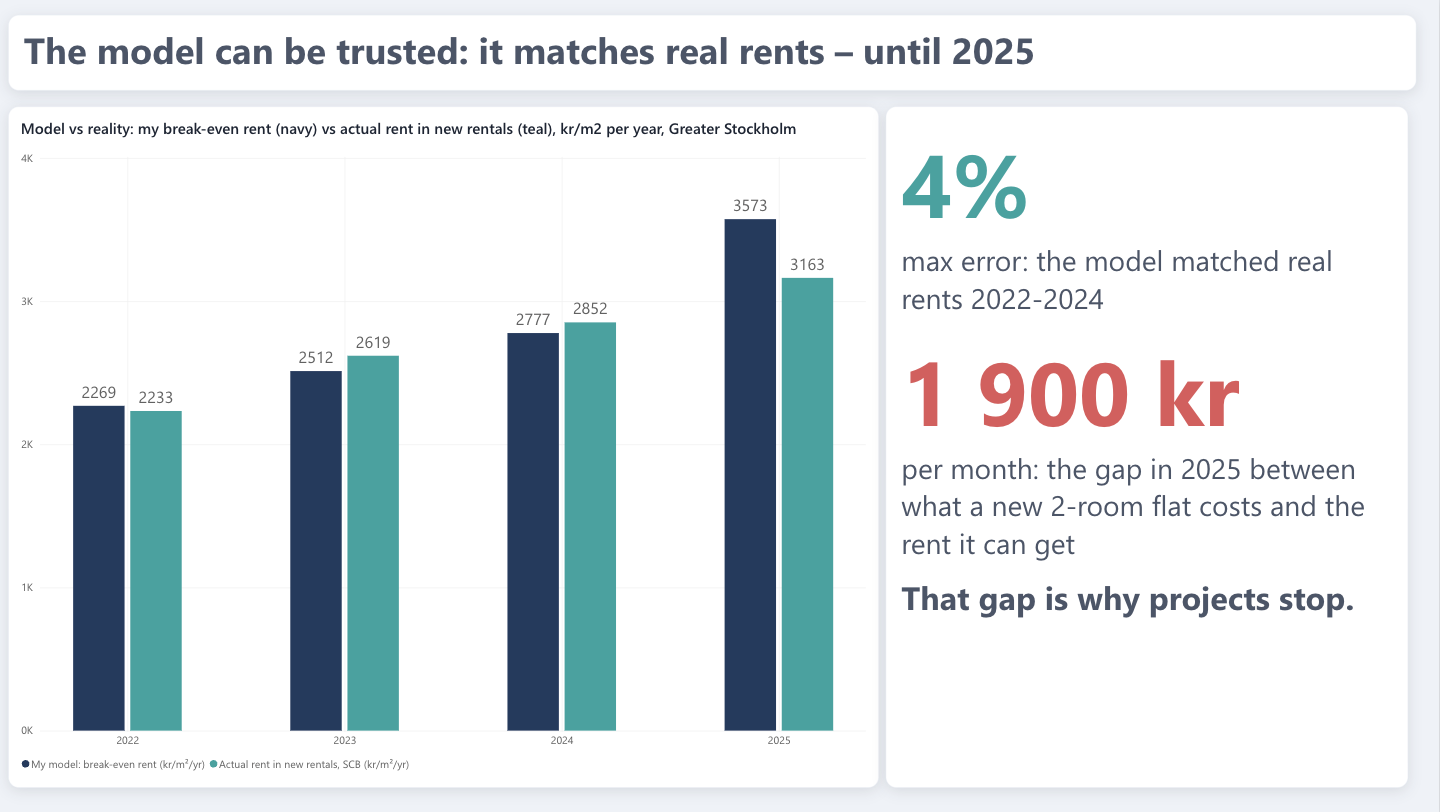 The model can be trusted: it matches real rents – until 2025
Model vs reality: my break-even rent (navy) vs actual rent in new rentals (teal), kr/m2 per year, Greater Stockholm
4K
3K
2K
1K
0K
2269
2233
2512
2619
2777
2852
3573
3163
2022
2023
2024
2025
My model: break-even rent (kr/m²/yr)
Actual rent in new rentals, SCB (kr/m²/yr)
4%
max error: the model matched real
rents 2022-2024
1 900 kr
per month: the gap in 2025 between
what a new 2-room flat costs and the
rent it can get
That gap is why projects stop.